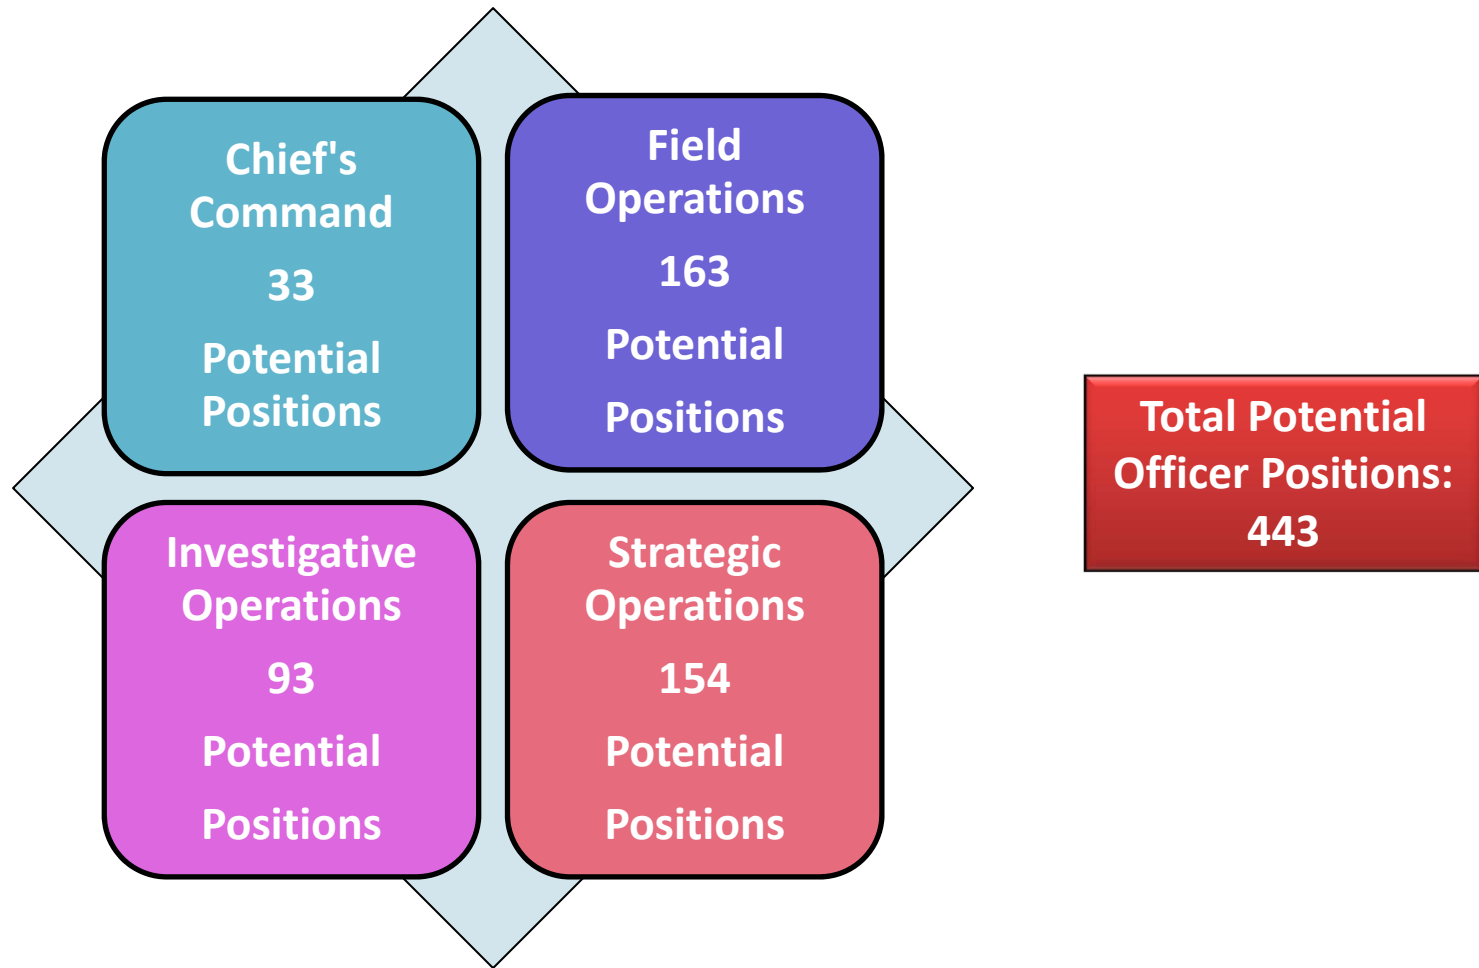 Chief's
Command
33
Potential
Positions
Field
Operations
163
Potential
Positions
Investigative
Operations
93
Potential
Positions
Strategic
Operations
154
Potential
Positions
Total Potential
Officer Positions:
443